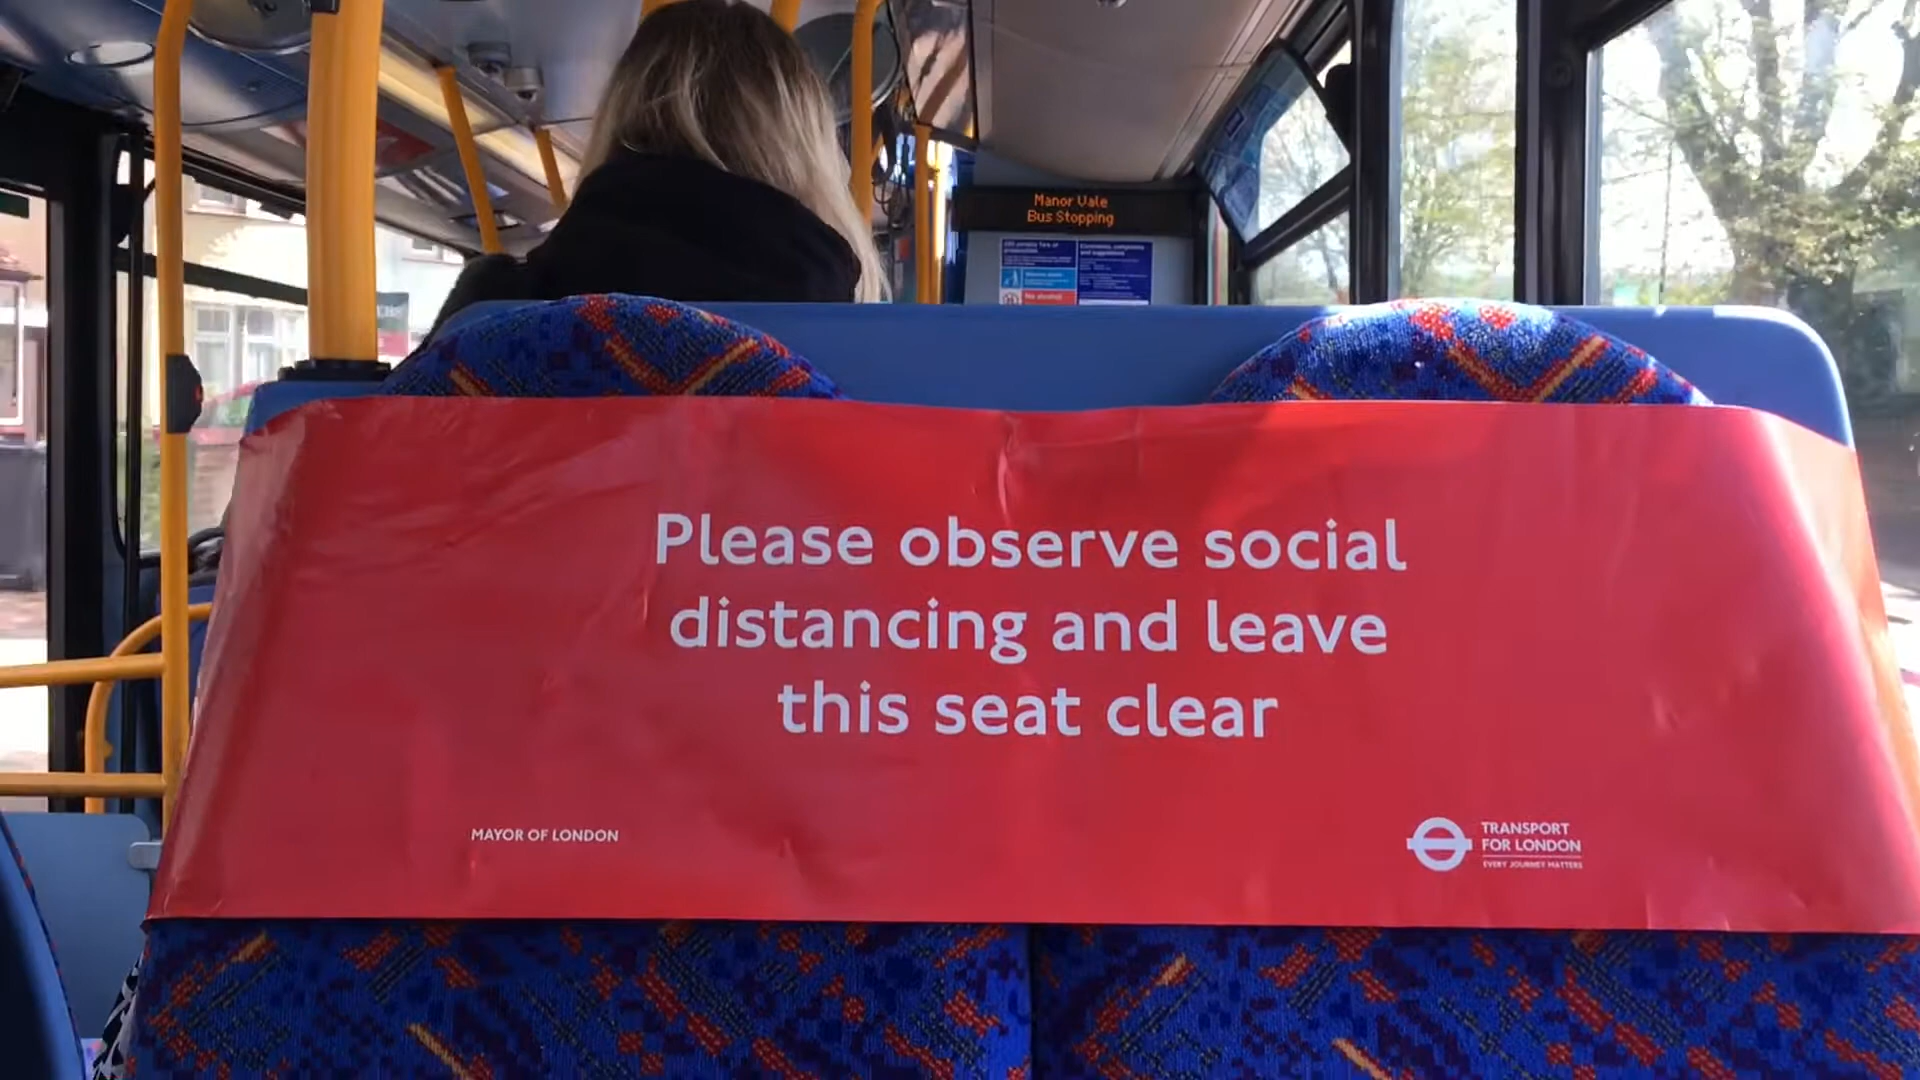 Manor Vale
Bus Stopping
No alcohol
Please observe social
distancing and leave
this seat clear
MAYOR OF LONDON
TRANSPORT
FOR LONDON
EVERY JOURNEY MATTERS